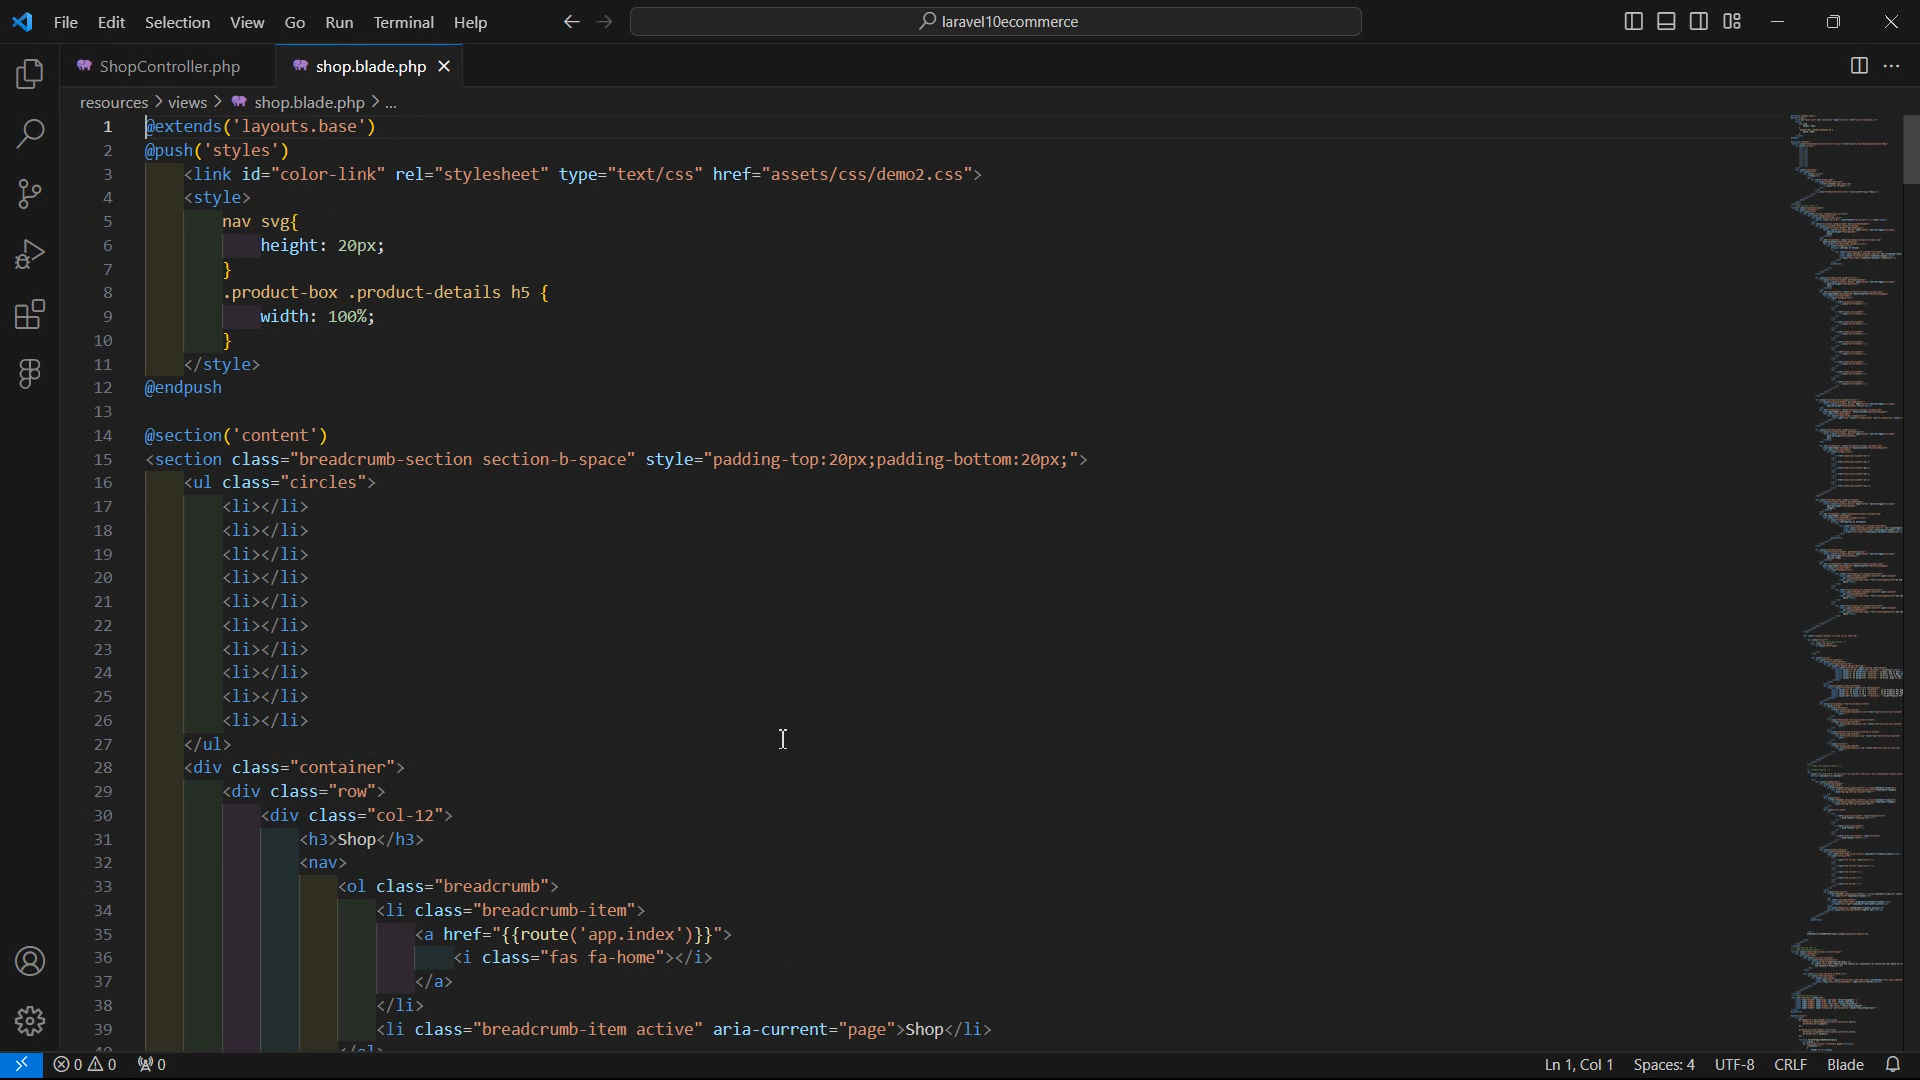 File Edit Selection View Go Run Terminal Help
laravel10ecommerce
ShopController.php
shop.blade.php
resources > views > shop.blade.php > ...
1 @extends('layouts.base')
2 @push('styles')
3 <link id="color-link" rel="stylesheet" type="text/css" href="assets/css/demo2.css">
4 <style>
5 nav svg{
6 height: 20px;
7 }
8 .product-box .product-details h5 {
9 width: 100%;
10 }
11 </style>
12 @endpush
13
14 @section('content')
15 <section class="breadcrumb-section section-b-space" style="padding-top:20px;padding-bottom:20px;">
16 <ul class="circles">
17 <li></li>
18 <li></li>
19 <li></li>
20 <li></li>
21 <li></li>
22 <li></li>
23 <li></li>
24 <li></li>
25 <li></li>
26 <li></li>
27 </ul>
28 <div class="container">
29 <div class="row">
30 <div class="col-12">
31 <h3>Shop</h3>
32 <nav>
33 <ol class="breadcrumb">
34 <li class="breadcrumb-item">
35 <a href="{{route('app.index')}}">
36 <i class="fas fa-home"></i>
37 </a>
38 </li>
39 <li class="breadcrumb-item active" aria-current="page">Shop</li>
0 0 0
Ln 1, Col 1 Spaces: 4 UTF-8 CRLF Blade